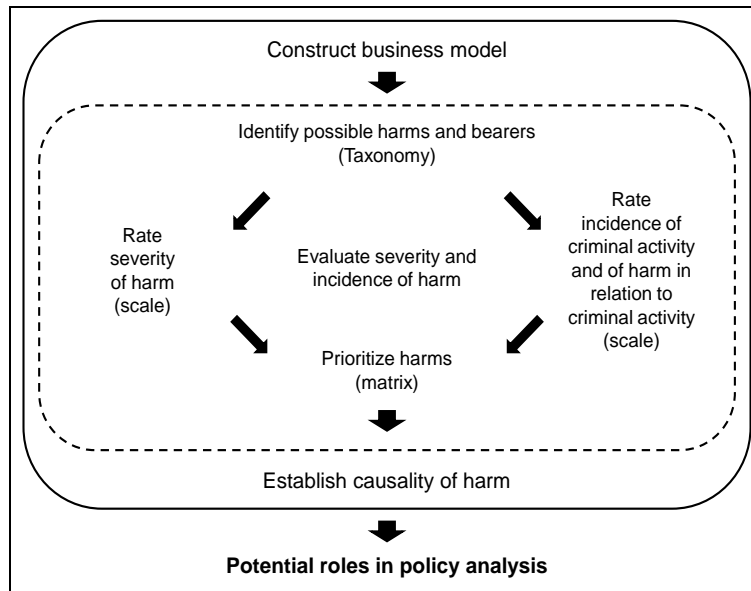 Construct business model
Identify possible harms and bearers
(Taxonomy)
Rate
severity
of harm
(scale)
Evaluate severity and
incidence of harm
Rate
incidence of
criminal activity
and of harm in
relation to
criminal activity
(scale)
Prioritize harms
(matrix)
Establish causality of harm
Potential roles in policy analysis